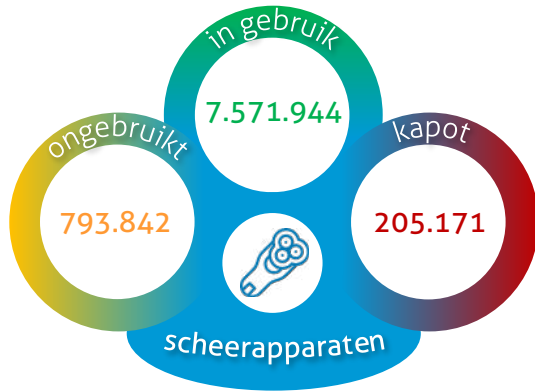 in gebruik
7.571.944
ongebruikt
793.842
kapot
205.171
scheerapparaten